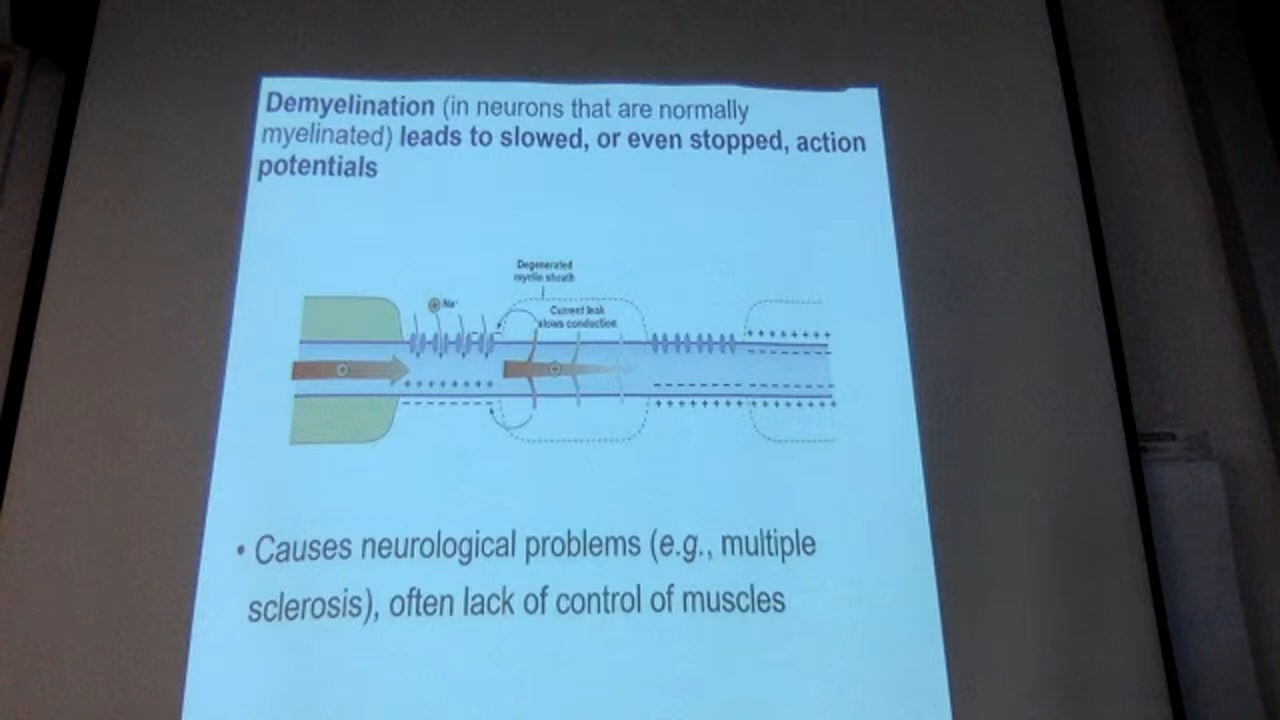 Demyelination (in neurons that are normally
myelinated) leads to slowed, or even stopped, action
potentials
Degenerated
myelin sheath
Na⁺
Current leak
slows conduction
• Causes neurological problems (e.g., multiple
sclerosis), often lack of control of muscles